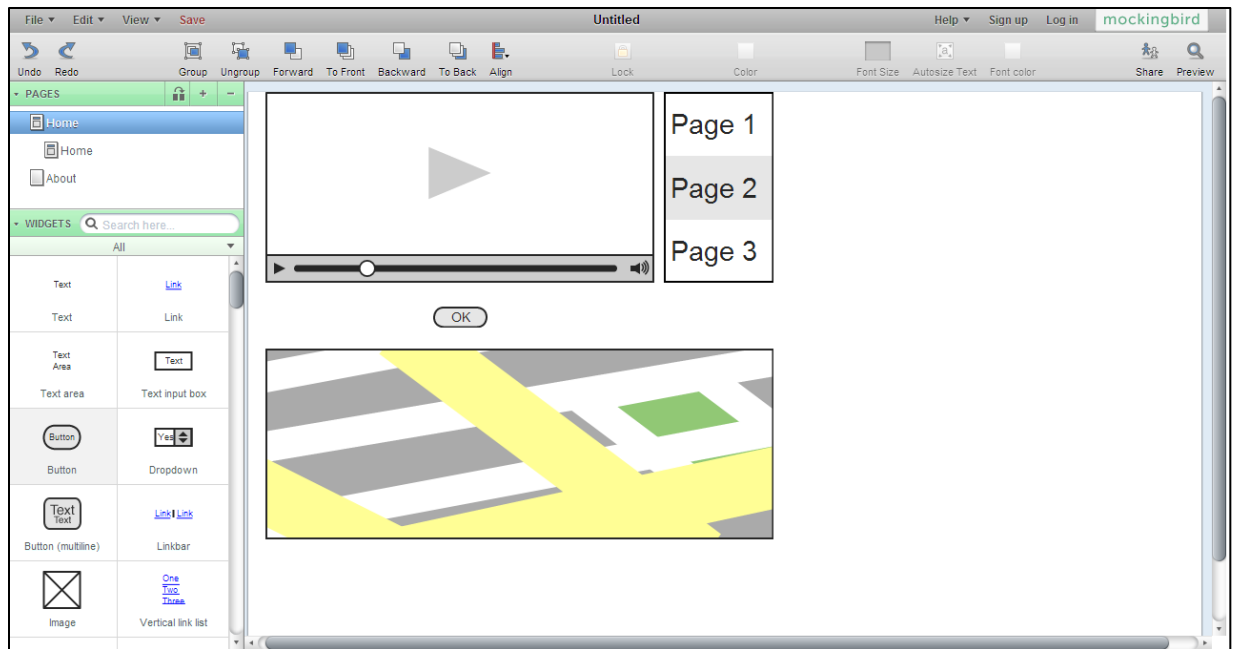 File ▾ Edit ▾ View ▾ Save Untitled Help ▾ Sign up Log in mockingbird
Undo Redo Group Ungroup Forward To Front Backward To Back Align Lock Color Font Size Autosize Text Font color Share Preview
PAGES + −
Home
Home
About
WIDGETS Search here...
All
Text Link
Text Link
Text
Area
Text
Text area Text input box
Button Yes
Button Dropdown
Text
Text
Link Link
Button (multiline) Linkbar
One
Two
Three
Image Vertical link list
Page 1
Page 2
Page 3
OK